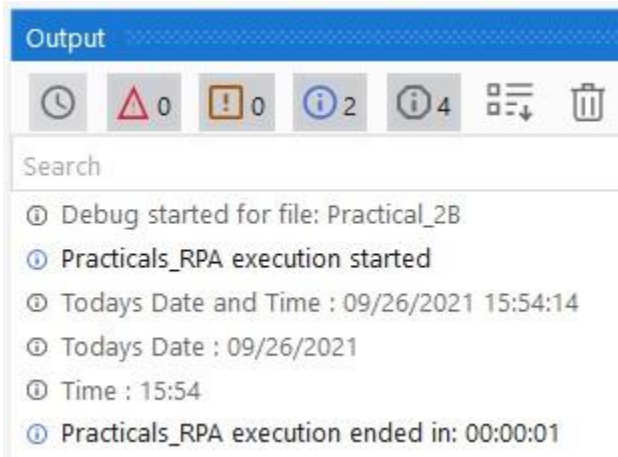 Output
0 0 2 4
Search
Debug started for file: Practical_2B
Practicals_RPA execution started
Todays Date and Time : 09/26/2021 15:54:14
Todays Date : 09/26/2021
Time : 15:54
Practicals_RPA execution ended in: 00:00:01